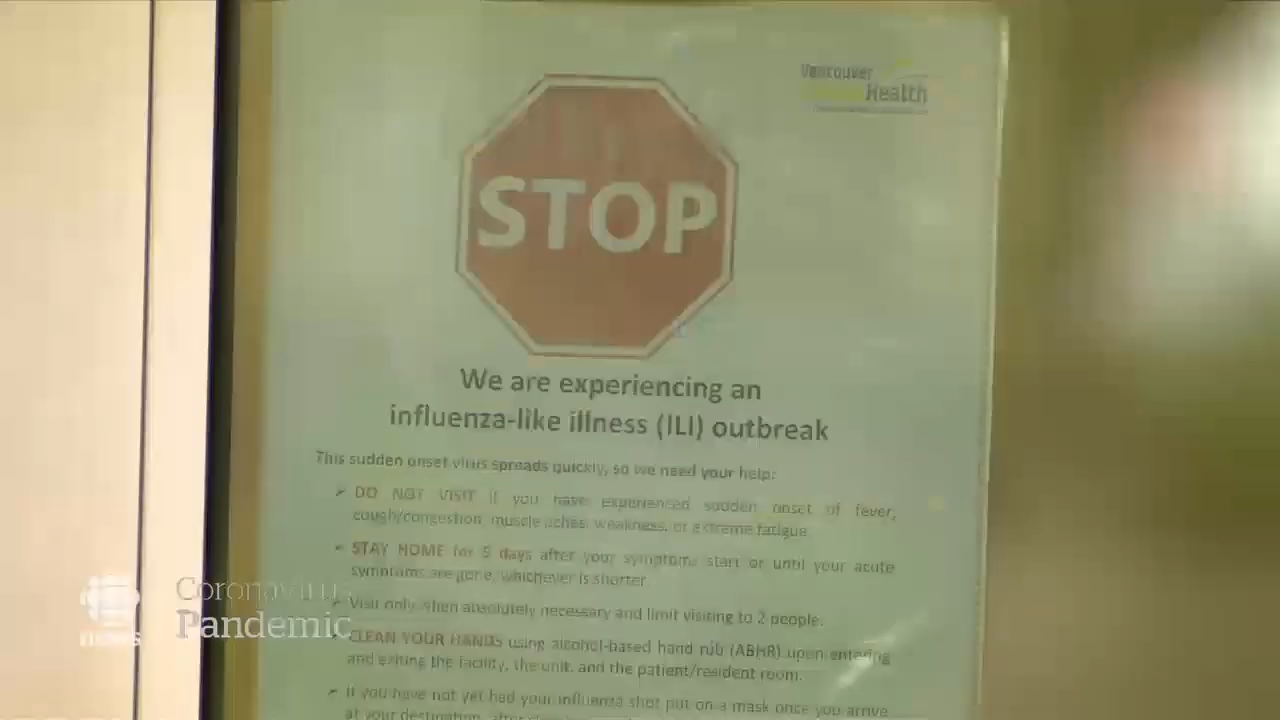 Vancouver
Health
STOP
We are experiencing an
influenza-like illness (ILI) outbreak
This sudden onset virus spreads quickly, so we need your help:
➢ DO NOT VISIT if you have experienced sudden onset of fever,
cough/congestion, muscle aches, weakness, or extreme fatigue
➢ STAY HOME for 5 days after your symptoms start or until your acute
symptoms are gone, whichever is shorter
➢ Visit only when absolutely necessary and limit visiting to 2 people.
➢ CLEAN YOUR HANDS using alcohol-based hand rub (ABHR) upon entering
and exiting the facility, the unit, and the patient/resident room.
➢ If you have not yet had your influenza shot put on a mask once you arrive
at your destination, after
news
Coronavirus
Pandemic